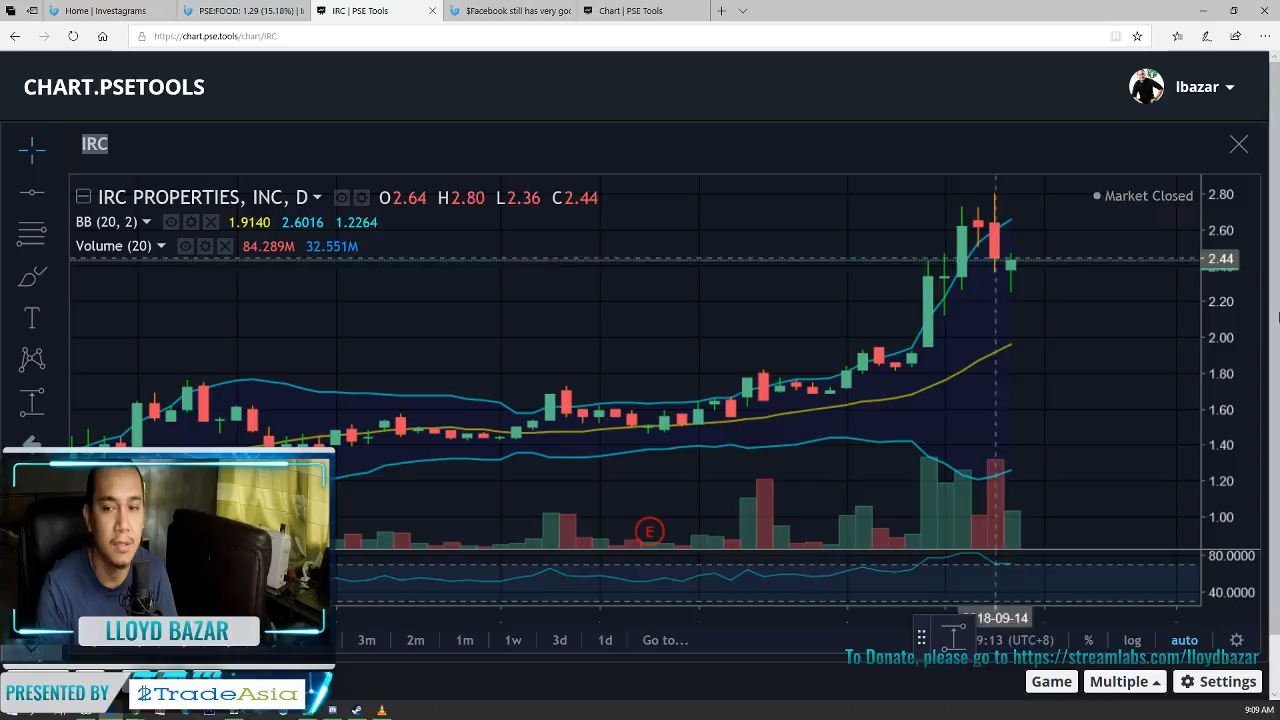 Home | Investagrams
PSE:FOOD: 1.29 (15.18%) | I
IRC | PSE Tools
$Facebook still has very goo
Chart | PSE Tools
https://chart.pse.tools/chart/IRC
CHART.PSETOOLS
lbazar
IRC
IRC PROPERTIES, INC, D
O2.64 H2.80 L2.36 C2.44
Market Closed
BB (20, 2) 1.9140 2.6016 1.2264
Volume (20) 84.289M 32.551M
2.80
2.60
2.44
2.20
2.00
1.80
1.60
1.40
1.20
1.00
80.0000
40.0000
E
18-09-14
3m 2m 1m 1w 3d 1d Go to...
9:13 (UTC+8) % log auto
To Donate, please go to https://streamlabs.com/lloydbazar
LLOYD BAZAR
PRESENTED BY $TradeAsia
Game Multiple Settings
9:09 AM